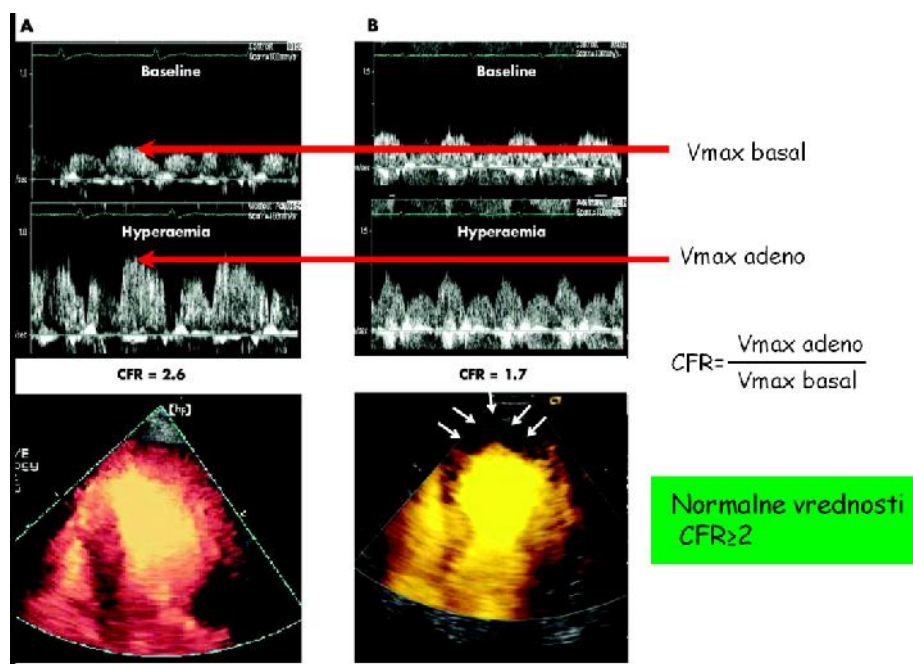 A
B
Baseline
Baseline
Vmax basal
Hyperaemia
Hyperaemia
Vmax adeno
CFR = 2.6
CFR = 1.7
CFR=
Vmax adeno
Vmax basal
Normalne vrednosti
CFR≥2